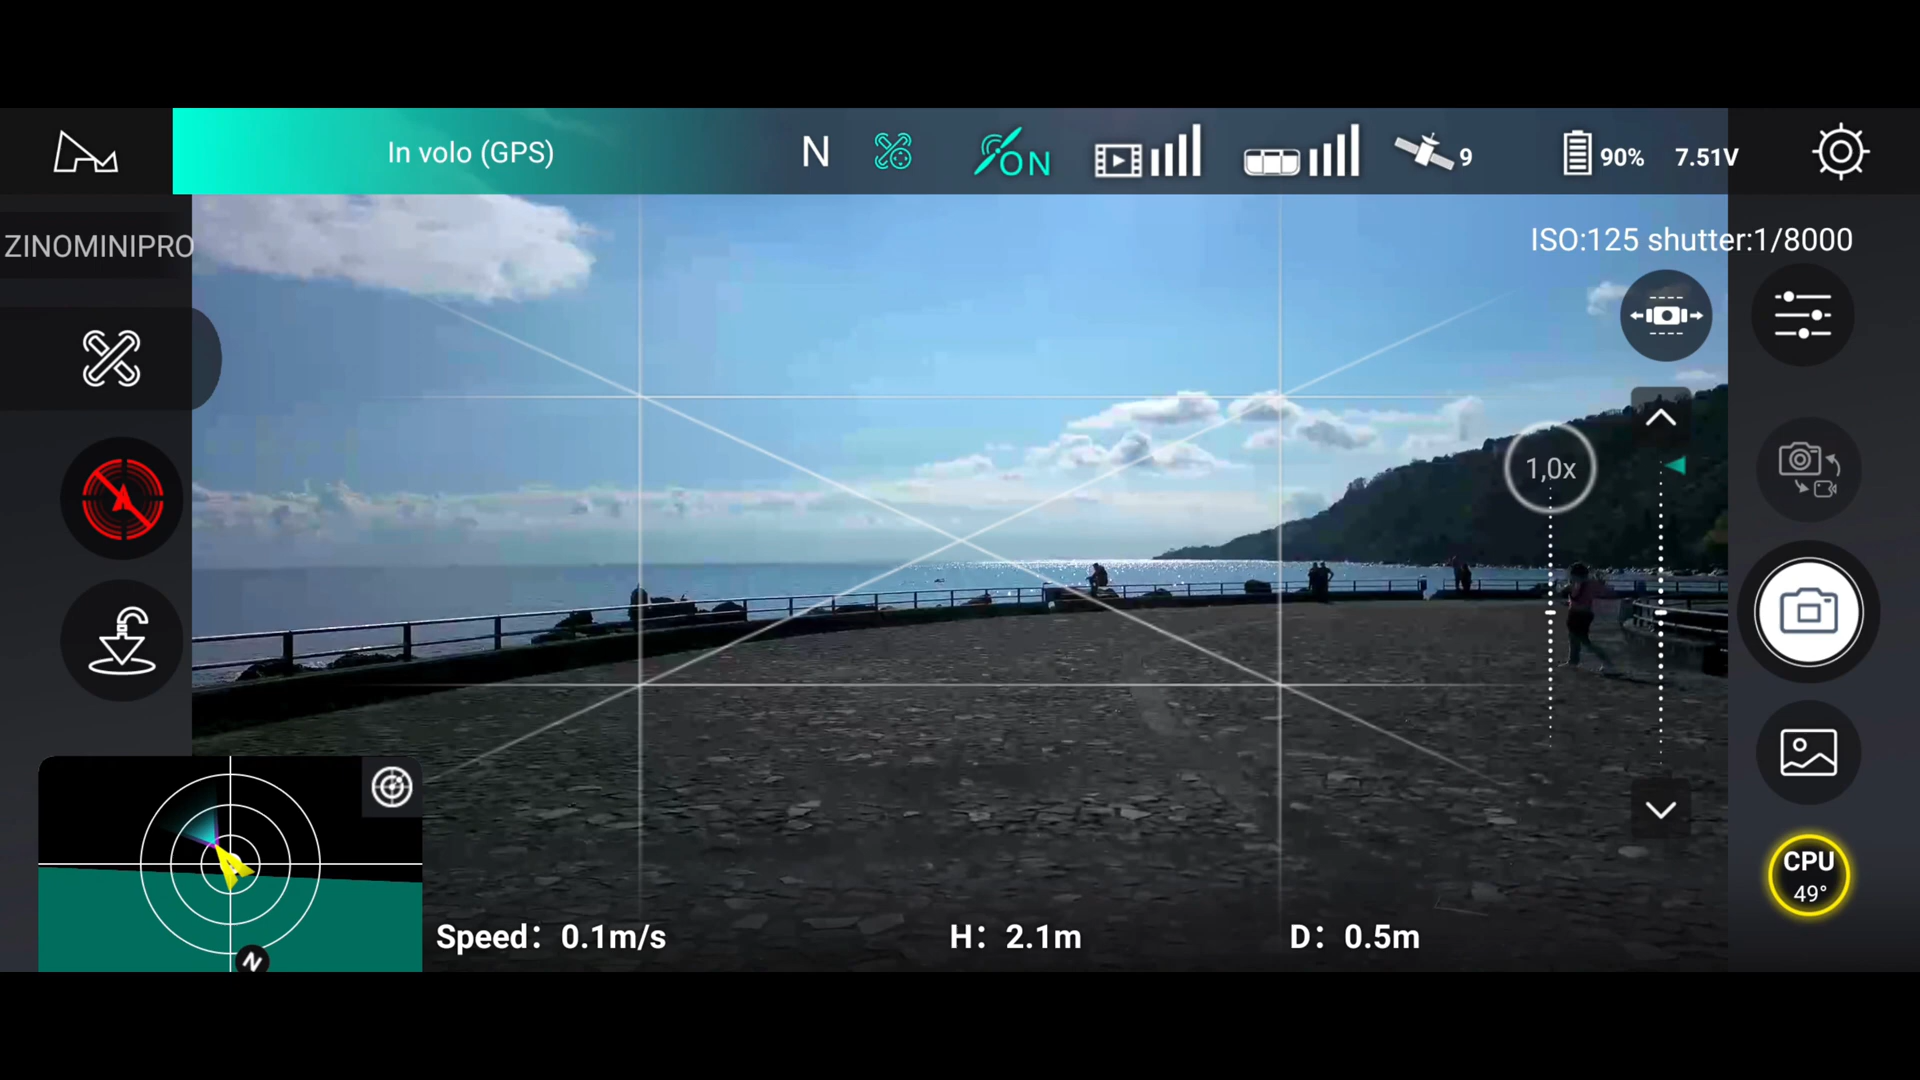 In volo (GPS)
N
ON
9
90%
7.51V
ZINOMINIPRO
ISO:125 shutter:1/8000
1,0x
CPU
49°
N
Speed: 0.1m/s
H: 2.1m
D: 0.5m